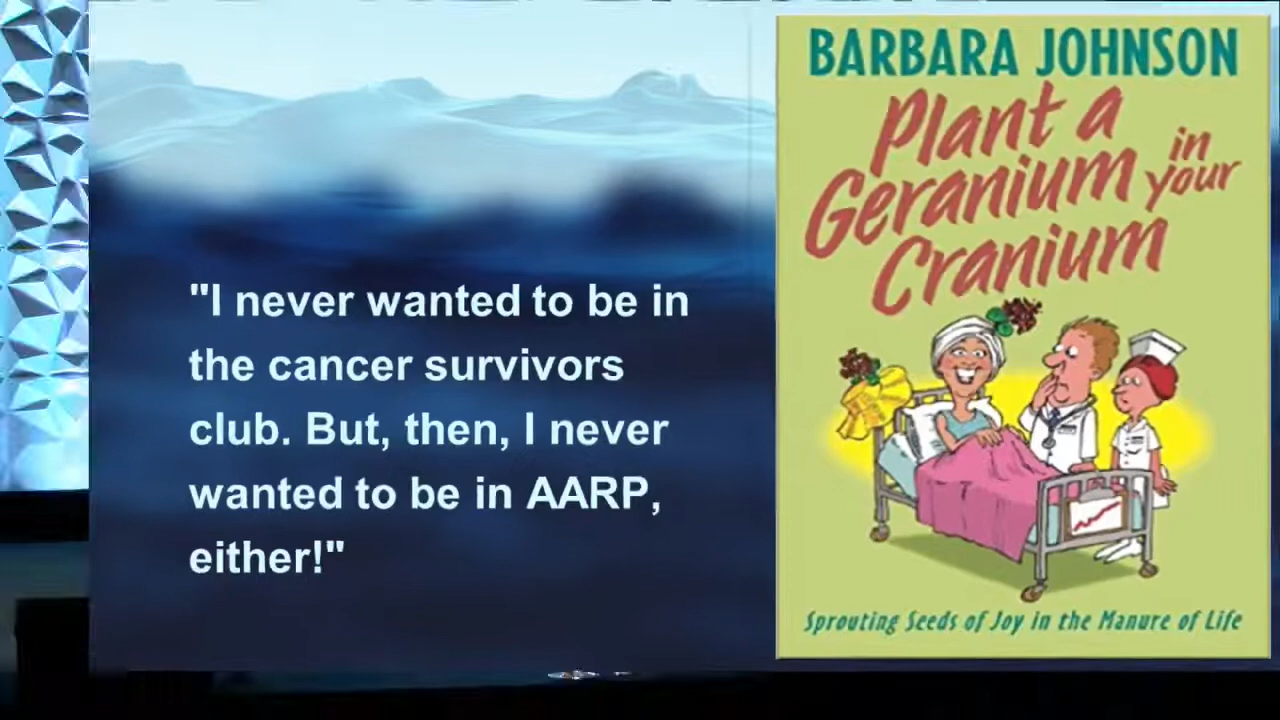 "I never wanted to be in
the cancer survivors
club. But, then, I never
wanted to be in AARP,
either!"
BARBARA JOHNSON
Plant a
Geranium in your
Cranium
Sprouting Seeds of Joy in the Manure of Life